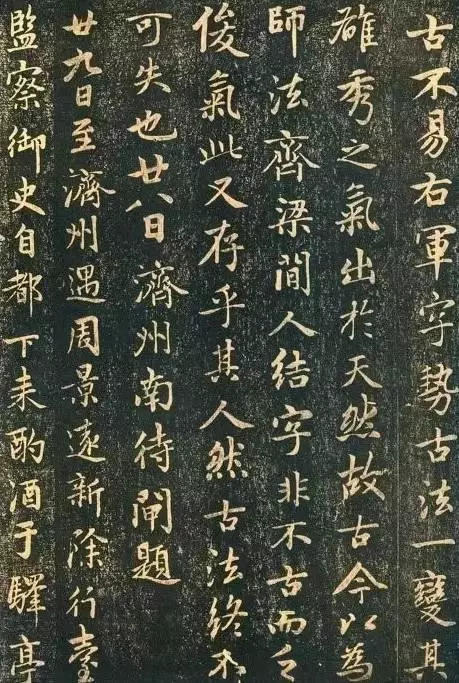 古不易右軍字勢古法一變其
雄秀之氣出於天然故古今以為
師法齊梁間人結字非不古而乏
俊氣此又存乎其人然古法終不
可失也廿八日濟州南待閘題
廿九日至濟州遇周景遠新除行臺
監察御史自都下来酌酒于驛亭